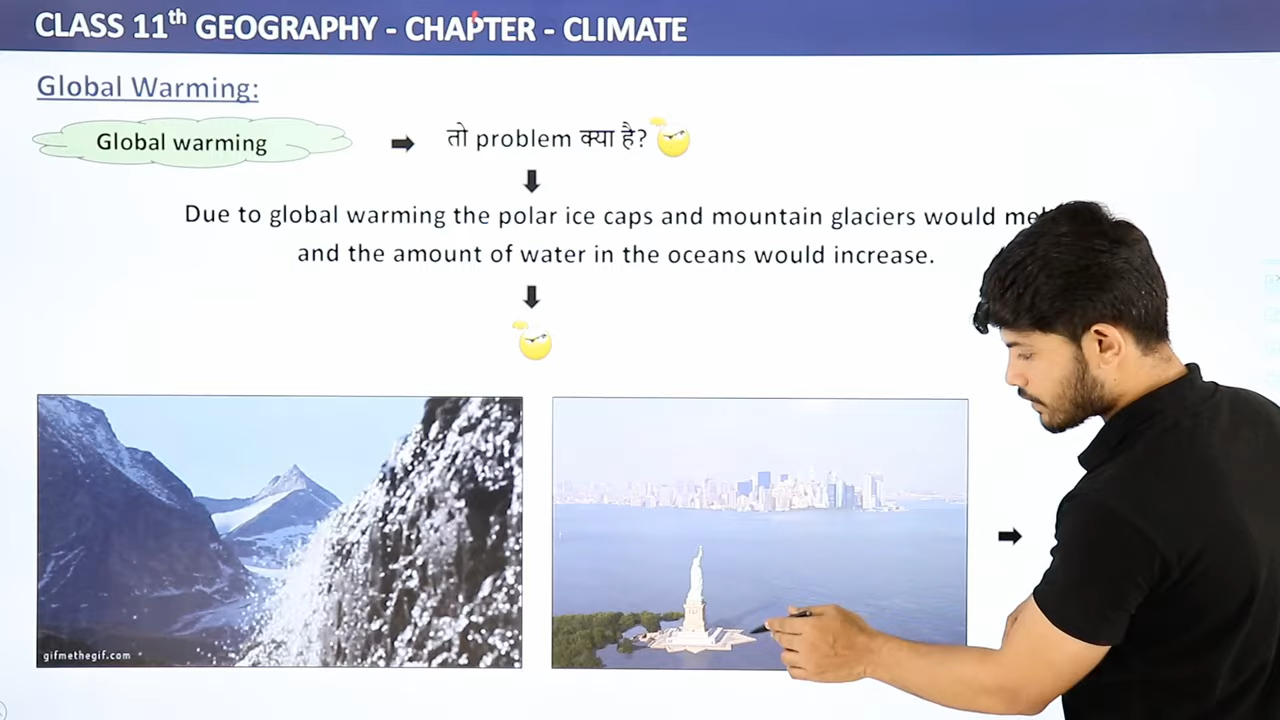 CLASS 11th GEOGRAPHY - CHAPTER - CLIMATE
Global Warming:
Global warming
तो problem क्या है?
Due to global warming the polar ice caps and mountain glaciers would
and the amount of water in the oceans would increase.
gifmethegif.com